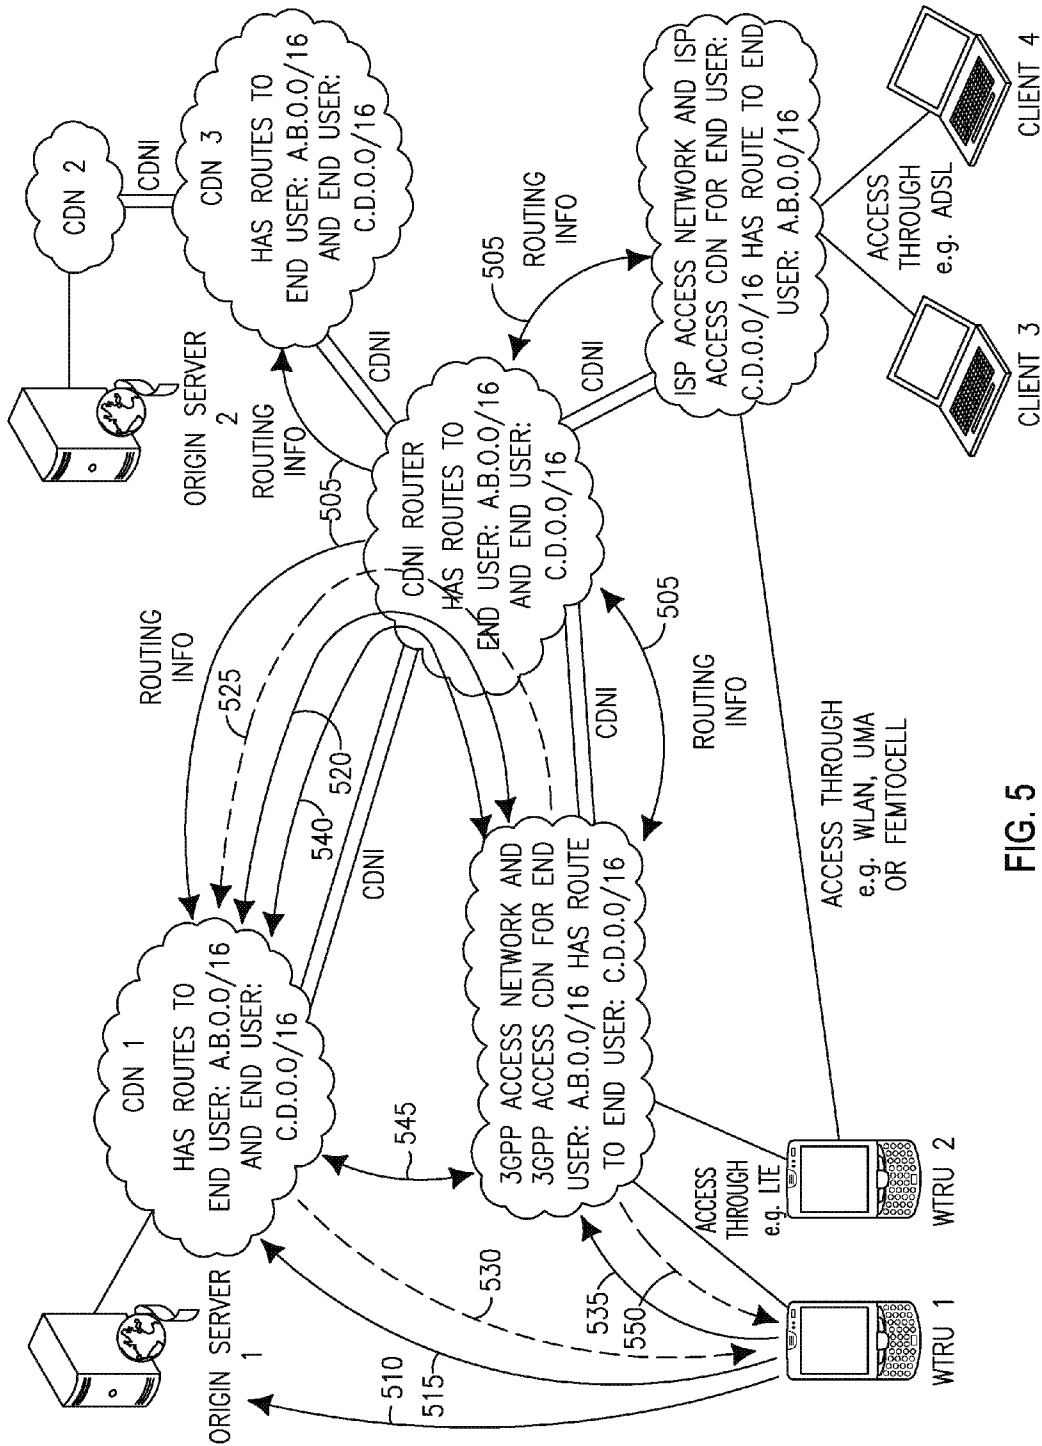 ORIGIN SERVER
1
CDN 1
HAS ROUTES TO
END USER: A.B.0.0/16
AND END USER:
C.D.0.0/16
ROUTING
INFO
525
520
540
CDNI
505
ROUTING
INFO
ORIGIN SERVER
2
CDN 2
CDNI
CDN 3
HAS ROUTES TO
END USER: A.B.0.0/16
AND END USER:
C.D.0.0/16
CDNI
CDNI ROUTER
HAS ROUTES TO
END USER: A.B.0.0/16
AND END USER:
C.D.0.0/16
505
ROUTING
INFO
CDNI
510
515
530
545
3GPP ACCESS NETWORK AND
3GPP ACCESS CDN FOR END
USER: A.B.0.0/16 HAS ROUTE
TO END USER: C.D.0.0/16
CDNI
505
ROUTING
INFO
ISP ACCESS NETWORK AND ISP
ACCESS CDN FOR END USER:
C.D.0.0/16 HAS ROUTE TO END
USER: A.B.0.0/16
535
550
ACCESS
THROUGH
e.g. LTE
ACCESS THROUGH
e.g. WLAN, UMA
OR FEMTOCELL
ACCESS
THROUGH
e.g. ADSL
WTRU 1
WTRU 2
CLIENT 3
CLIENT 4
FIG. 5